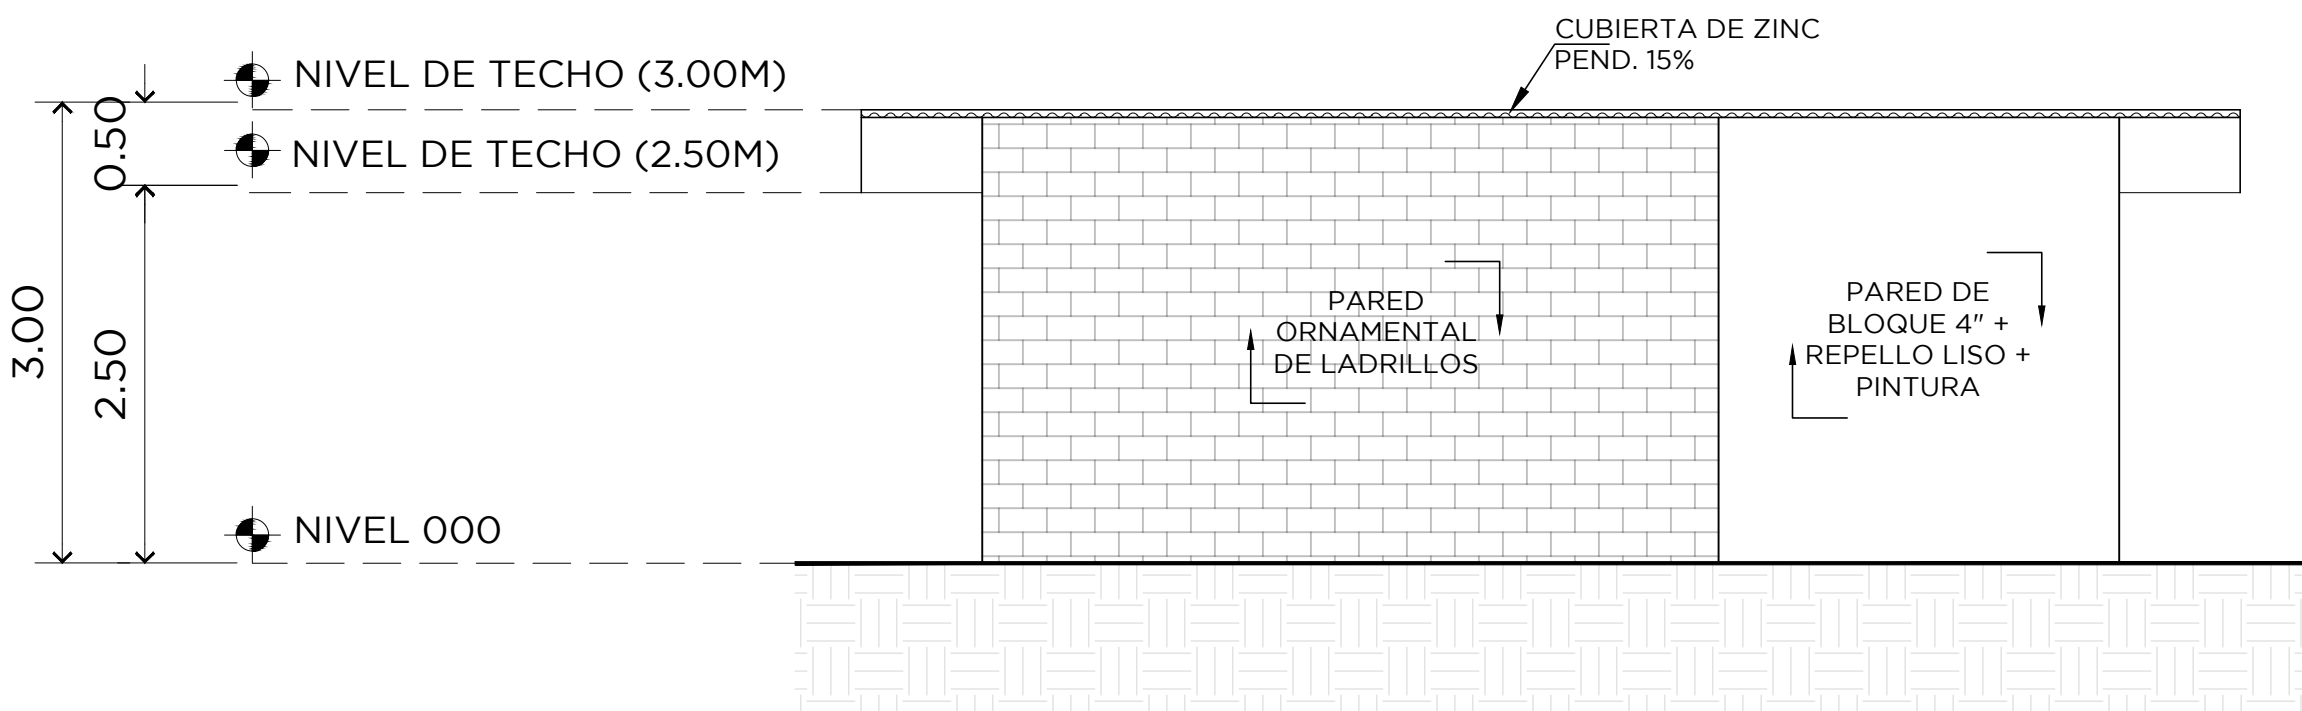 CUBIERTA DE ZINC
PEND. 15%
NIVEL DE TECHO (3.00M)
0.50
NIVEL DE TECHO (2.50M)
3.00
2.50
PARED
ORNAMENTAL
DE LADRILLOS
PARED DE
BLOQUE 4" +
REPELLO LISO +
PINTURA
NIVEL 000